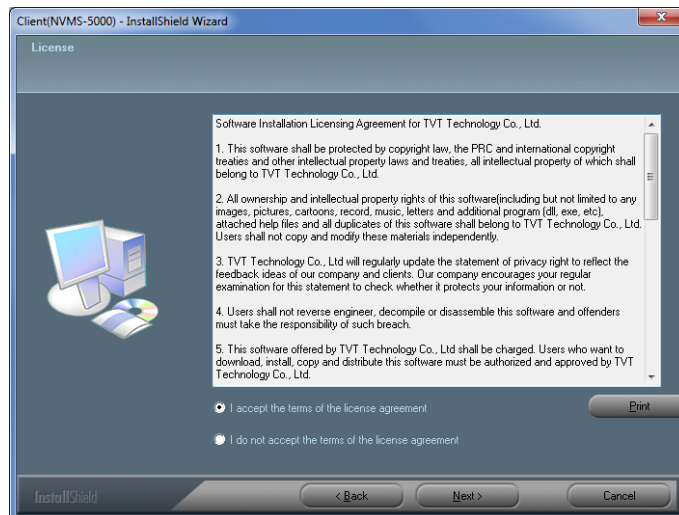 Client(NVMS-5000) - InstallShield Wizard
License
Software Installation Licensing Agreement for TVT Technology Co., Ltd.
1. This software shall be protected by copyright law, the PRC and international copyright
treaties and other intellectual property laws and treaties, all intellectual property of which shall
belong to TVT Technology Co., Ltd.
2. All ownership and intellectual property rights of this software(including but not limited to any
images, pictures, cartoons, record, music, letters and additional program (dll, exe, etc),
attached help files and all duplicates of this software shall belong to TVT Technology Co., Ltd.
Users shall not copy and modify these materials independently.
3. TVT Technology Co., Ltd will regularly update the statement of privacy right to reflect the
feedback ideas of our company and clients. Our company encourages your regular
examination for this statement to check whether it protects your information or not.
4. Users shall not reverse engineer, decompile or disassemble this software and offenders
must take the responsibility of such breach.
5. This software offered by TVT Technology Co., Ltd shall be charged. Users who want to
download, install, copy and distribute this software must be authorized and approved by TVT
Technology Co., Ltd.
I accept the terms of the license agreement
Print
I do not accept the terms of the license agreement
InstallShield
< Back
Next >
Cancel